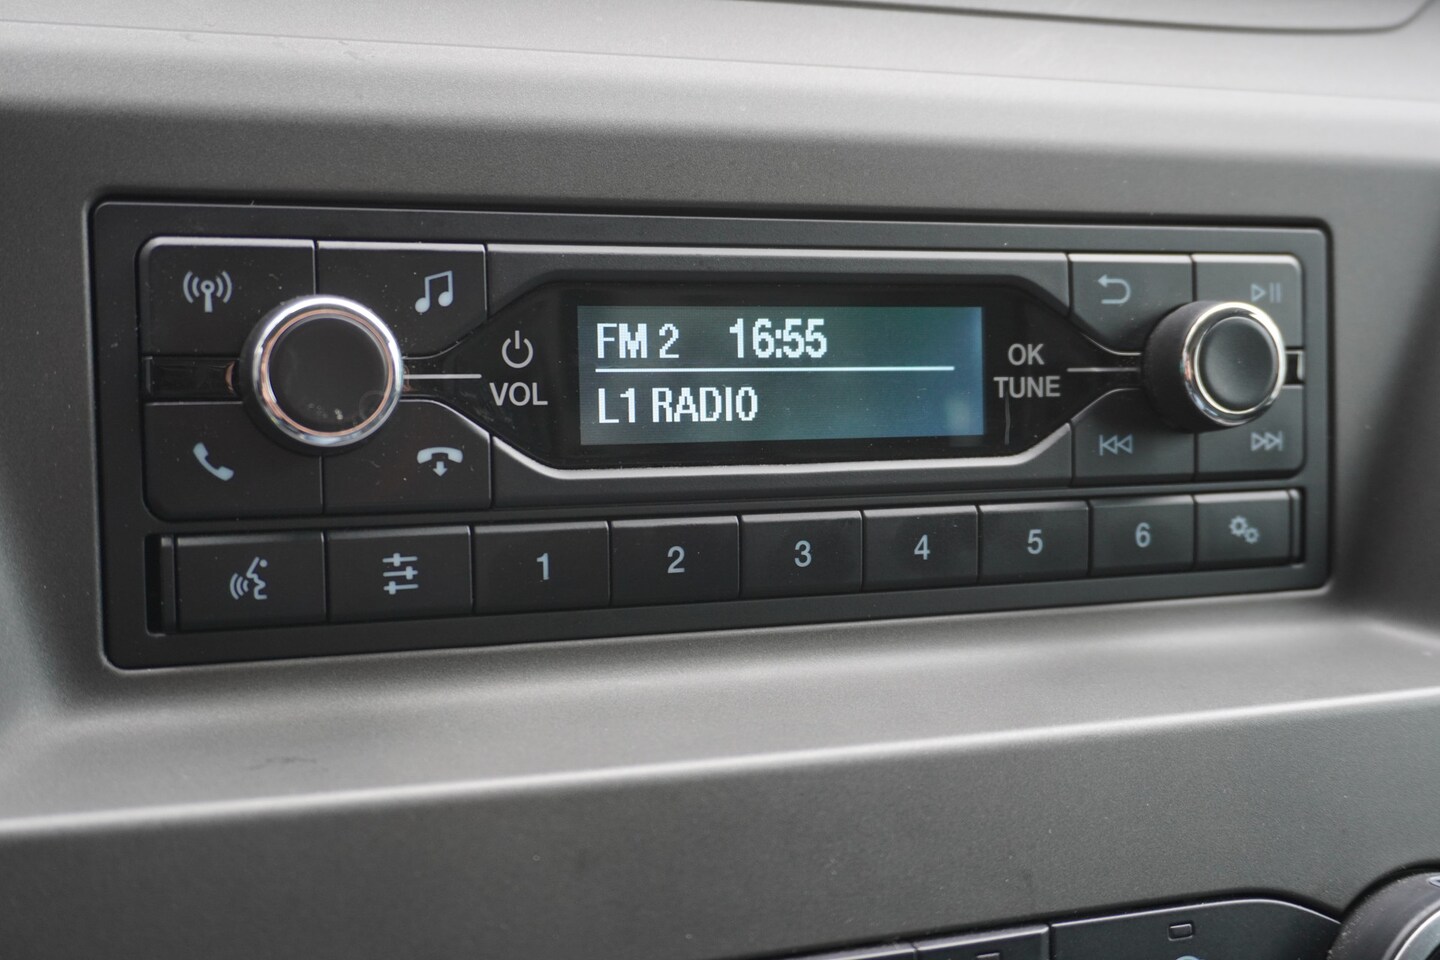 FM 2 16:55
L1 RADIO
VOL
OK
TUNE
1 2 3 4 5 6